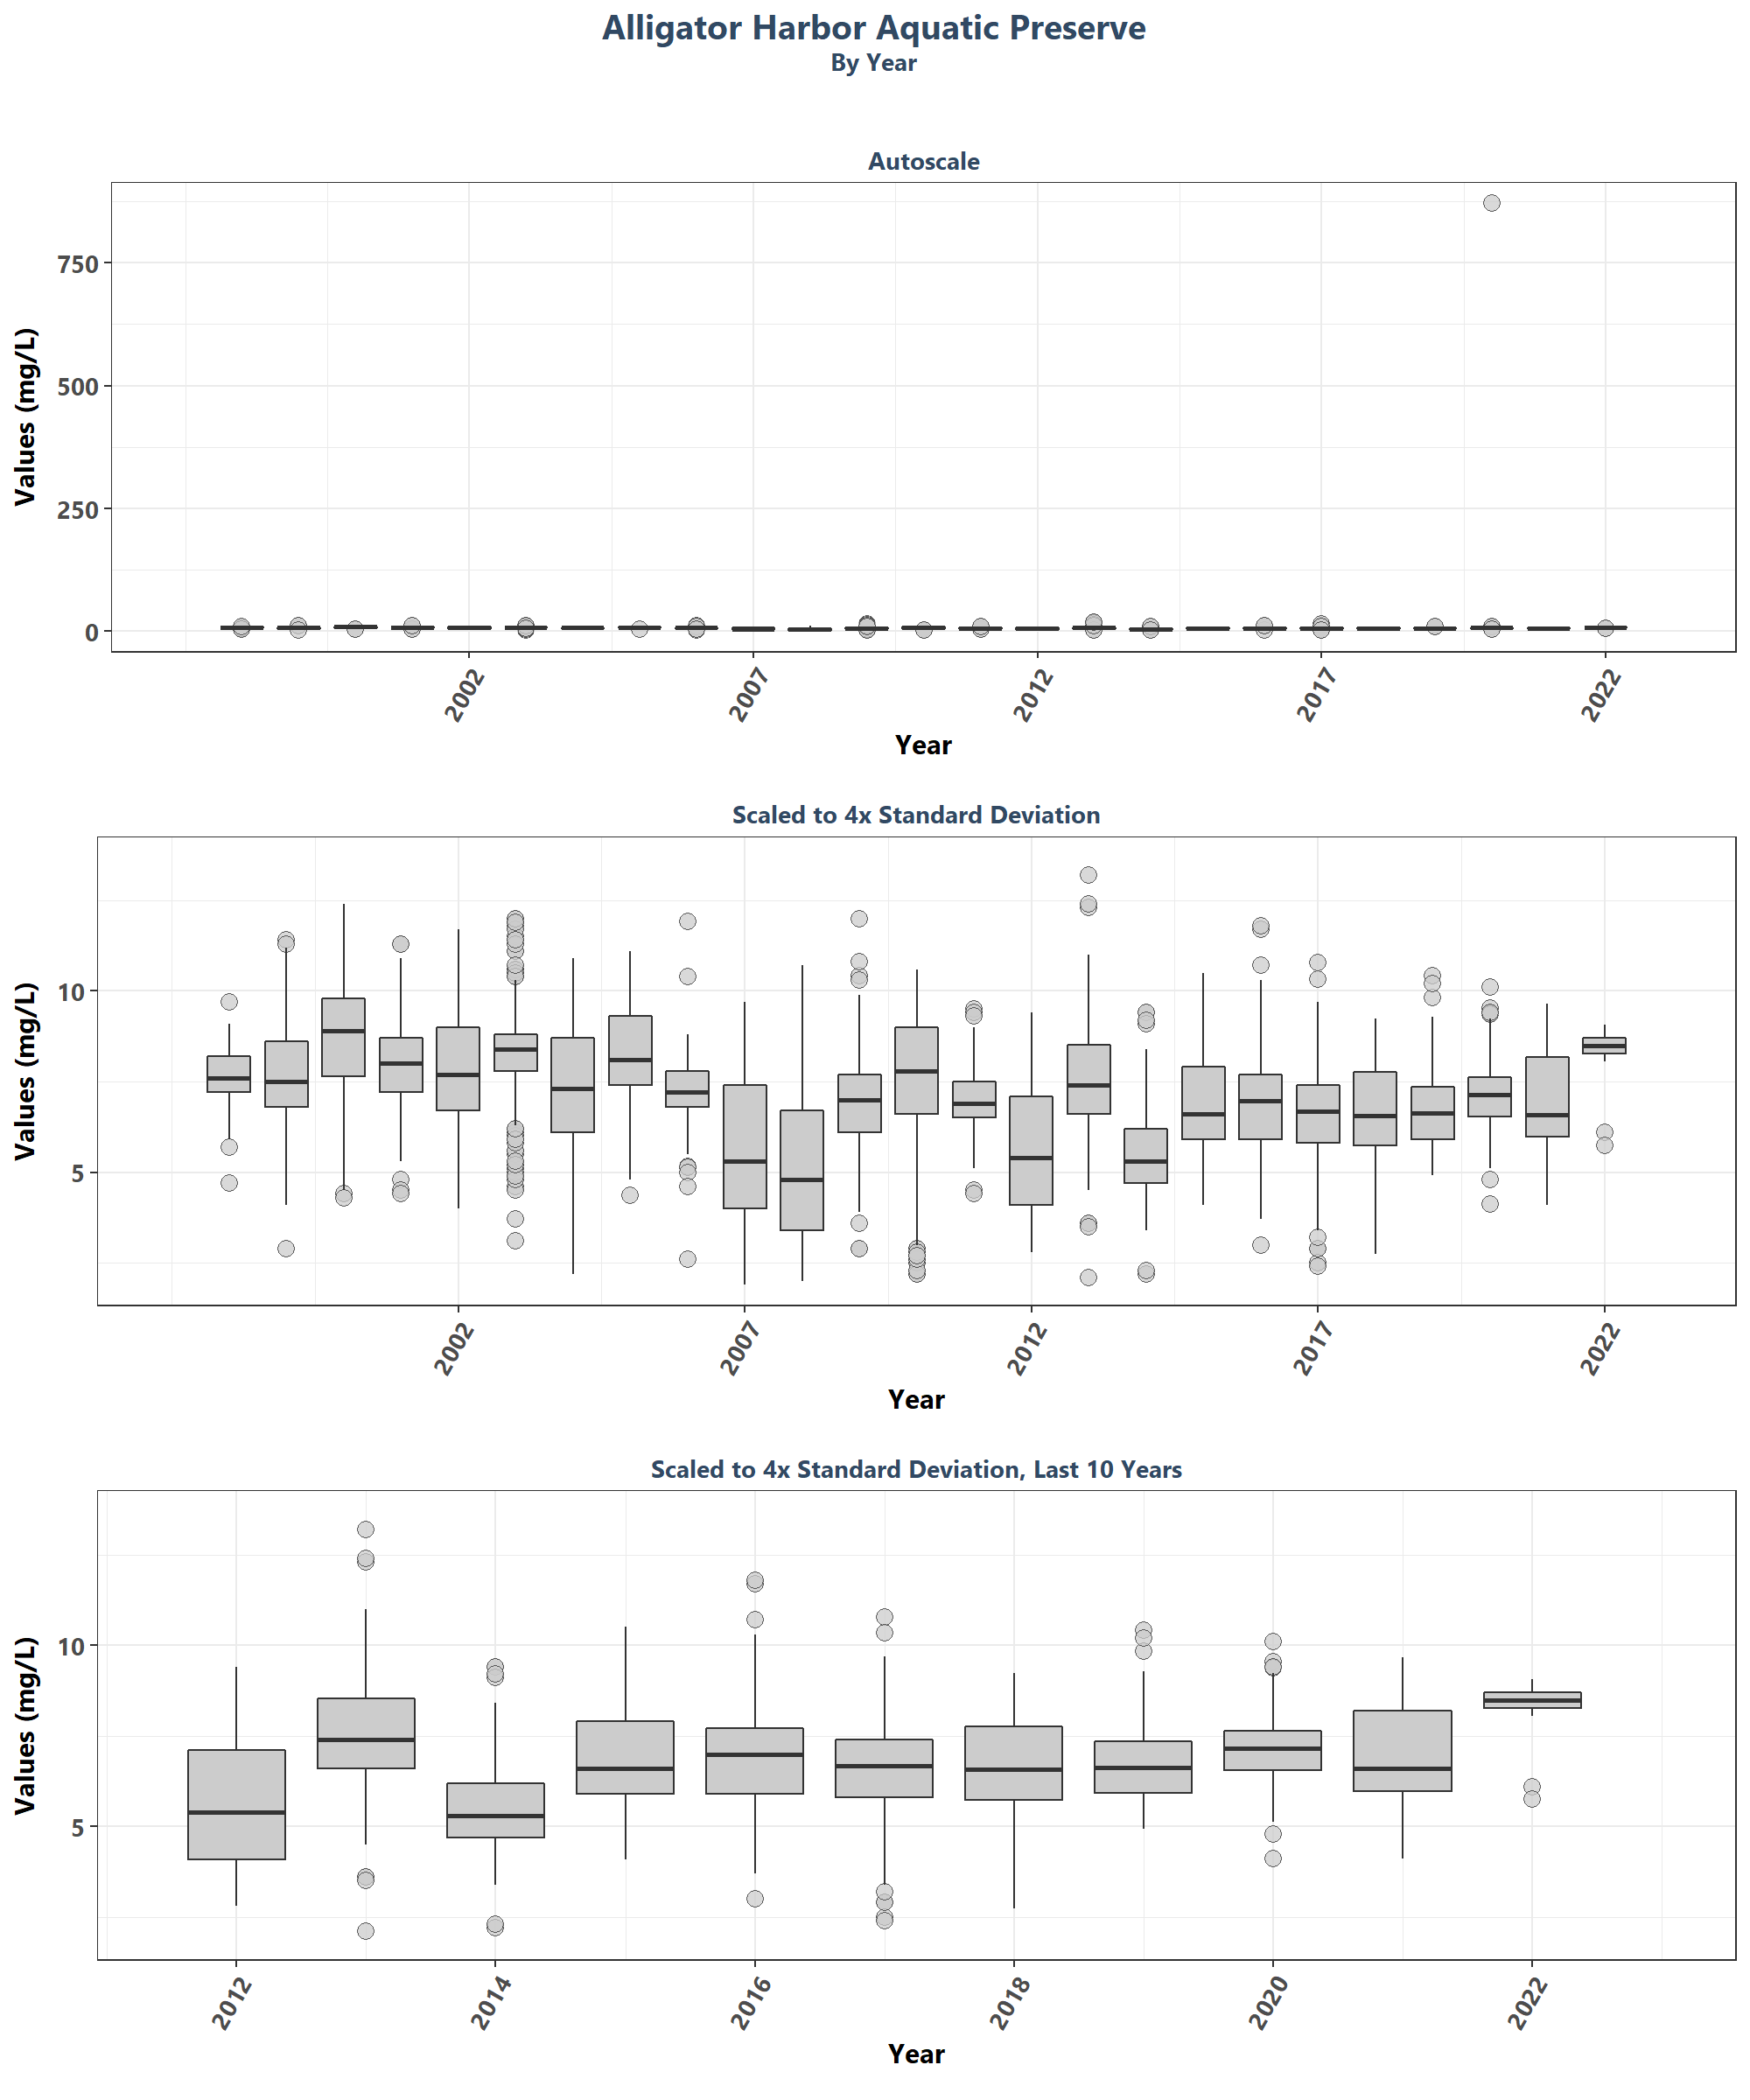 Alligator Harbor Aquatic Preserve
By Year
Autoscale
Values (mg/L)
750
500
250
0
2002
2007
2012
2017
2022
Year
Scaled to 4x Standard Deviation
Values (mg/L)
10
5
2002
2007
2012
2017
2022
Year
Scaled to 4x Standard Deviation, Last 10 Years
Values (mg/L)
10
5
2012
2014
2016
2018
2020
2022
Year